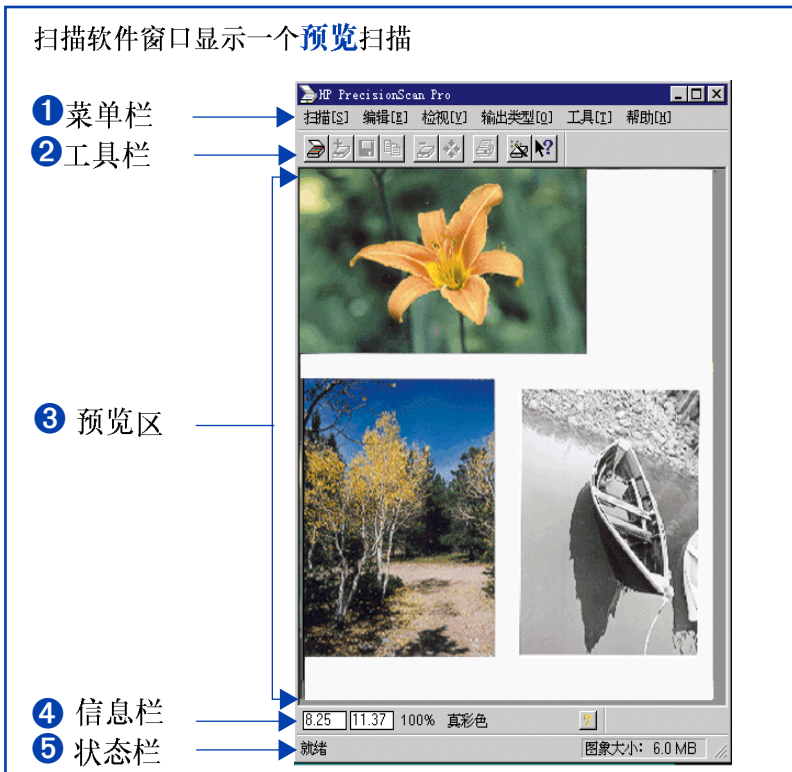 扫描软件窗口显示一个预览扫描
HP PrecisionScan Pro
❶菜单栏
扫描[S] 编辑[E] 检视[V] 输出类型[O] 工具[T] 帮助[H]
❷工具栏
❸ 预览区
❹ 信息栏
8.25 11.37 100% 真彩色
❺ 状态栏
就绪 图象大小: 6.0 MB